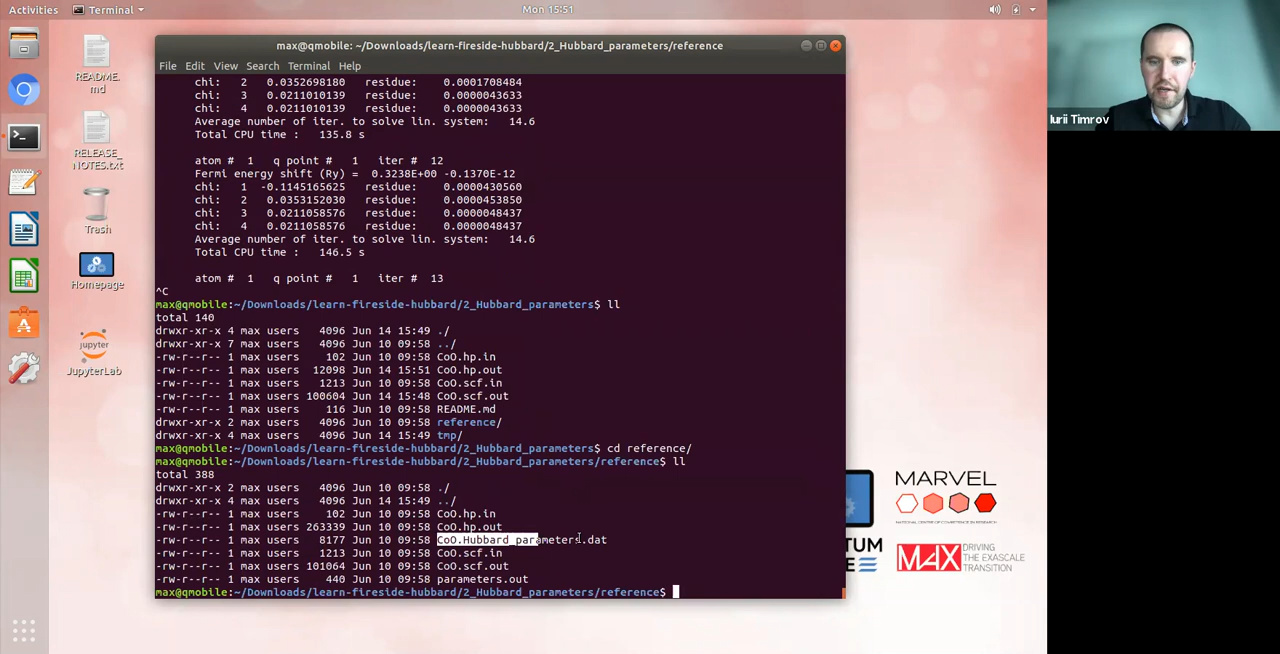 Activities
Terminal
Mon 15:51
README.
md
RELEASE_
NOTES.txt
Trash
Homepage
jupyter
JupyterLab
max@qmobile: ~/Downloads/learn-fireside-hubbard/2_Hubbard_parameters/reference
File Edit View Search Terminal Help
chi: 2 0.0352698180 residue: 0.0001708484
chi: 3 0.0211010139 residue: 0.0000043633
chi: 4 0.0211010139 residue: 0.0000043633
Average number of iter. to solve lin. system: 14.6
Total CPU time : 135.8 s
atom # 1 q point # 1 iter # 12
Fermi energy shift (Ry) = 0.3238E+00 -0.1370E-12
chi: 1 -0.1145165625 residue: 0.0000430560
chi: 2 0.0353152030 residue: 0.0000453850
chi: 3 0.0211058576 residue: 0.0000048437
chi: 4 0.0211058576 residue: 0.0000048437
Average number of iter. to solve lin. system: 14.6
Total CPU time : 146.5 s
atom # 1 q point # 1 iter # 13
^C
max@qmobile:~/Downloads/learn-fireside-hubbard/2_Hubbard_parameters$ ll
total 140
drwxr-xr-x 4 max users 4096 Jun 14 15:49 ./
drwxr-xr-x 7 max users 4096 Jun 10 09:58 ../
-rw-r--r-- 1 max users 102 Jun 10 09:58 CoO.hp.in
-rw-r--r-- 1 max users 12098 Jun 14 15:51 CoO.hp.out
-rw-r--r-- 1 max users 1213 Jun 10 09:58 CoO.scf.in
-rw-r--r-- 1 max users 100604 Jun 14 15:48 CoO.scf.out
-rw-r--r-- 1 max users 116 Jun 10 09:58 README.md
drwxr-xr-x 2 max users 4096 Jun 10 09:58 reference/
drwxr-xr-x 4 max users 4096 Jun 14 15:49 tmp/
max@qmobile:~/Downloads/learn-fireside-hubbard/2_Hubbard_parameters$ cd reference/
max@qmobile:~/Downloads/learn-fireside-hubbard/2_Hubbard_parameters/reference$ ll
total 388
drwxr-xr-x 2 max users 4096 Jun 10 09:58 ./
drwxr-xr-x 4 max users 4096 Jun 14 15:49 ../
-rw-r--r-- 1 max users 102 Jun 10 09:58 CoO.hp.in
-rw-r--r-- 1 max users 263339 Jun 10 09:58 CoO.hp.out
-rw-r--r-- 1 max users 8177 Jun 10 09:58 CoO.Hubbard_parameters.dat
-rw-r--r-- 1 max users 1213 Jun 10 09:58 CoO.scf.in
-rw-r--r-- 1 max users 101064 Jun 10 09:58 CoO.scf.out
-rw-r--r-- 1 max users 440 Jun 10 09:58 parameters.out
max@qmobile:~/Downloads/learn-fireside-hubbard/2_Hubbard_parameters/reference$
MARVEL
NATIONAL CENTRE OF COMPETENCE IN RESEARCH
TUM
MAX DRIVING
THE EXASCALE
TRANSITION
Iurii Timrov